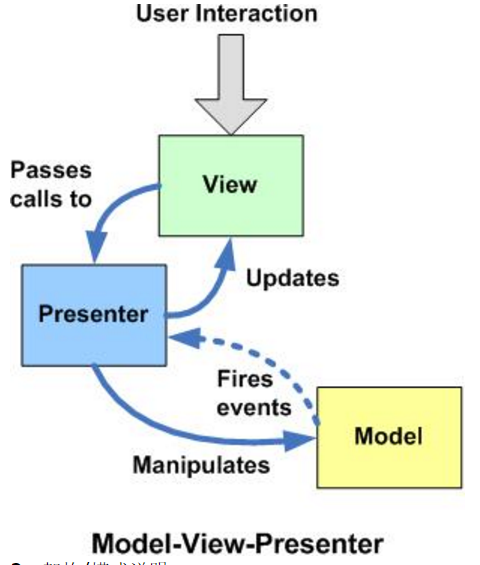 User Interaction
Passes
calls to
View
Updates
Presenter
Fires
events
Model
Manipulates
Model-View-Presenter